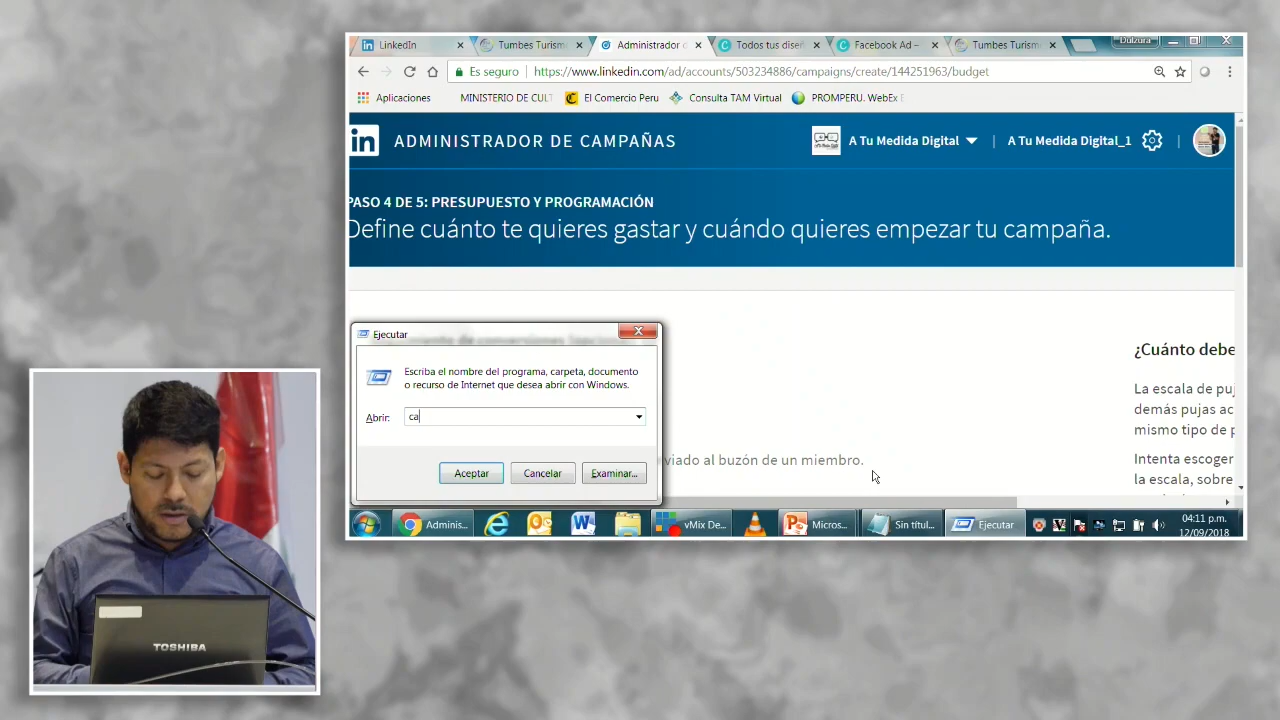 LinkedIn
Tumbes Turism
Administrador
Todos tus dise
Facebook Ad –
Tumbes Turism
Dulzura
Es seguro
https://www.linkedin.com/ad/accounts/503234886/campaigns/create/144251963/budget
Aplicaciones
MINISTERIO DE CULT
El Comercio Peru
Consulta TAM Virtual
PROMPERU. WebEx
in
ADMINISTRADOR DE CAMPAÑAS
A Tu Medida Digital
A Tu Medida Digital_1
PASO 4 DE 5: PRESUPUESTO Y PROGRAMACIÓN
Define cuánto te quieres gastar y cuándo quieres empezar tu campaña.
Ejecutar
Escriba el nombre del programa, carpeta, documento
o recurso de Internet que desea abrir con Windows.
Abrir:
ca
Aceptar
Cancelar
Examinar...
viado al buzón de un miembro.
¿Cuánto debe
La escala de puj
demás pujas ac
mismo tipo de p
Intenta escoger
la escala, sobre
Adminis...
vMix De...
Micros...
Sin títul...
Ejecutar
04:11 p.m.
12/09/2018
TOSHIBA